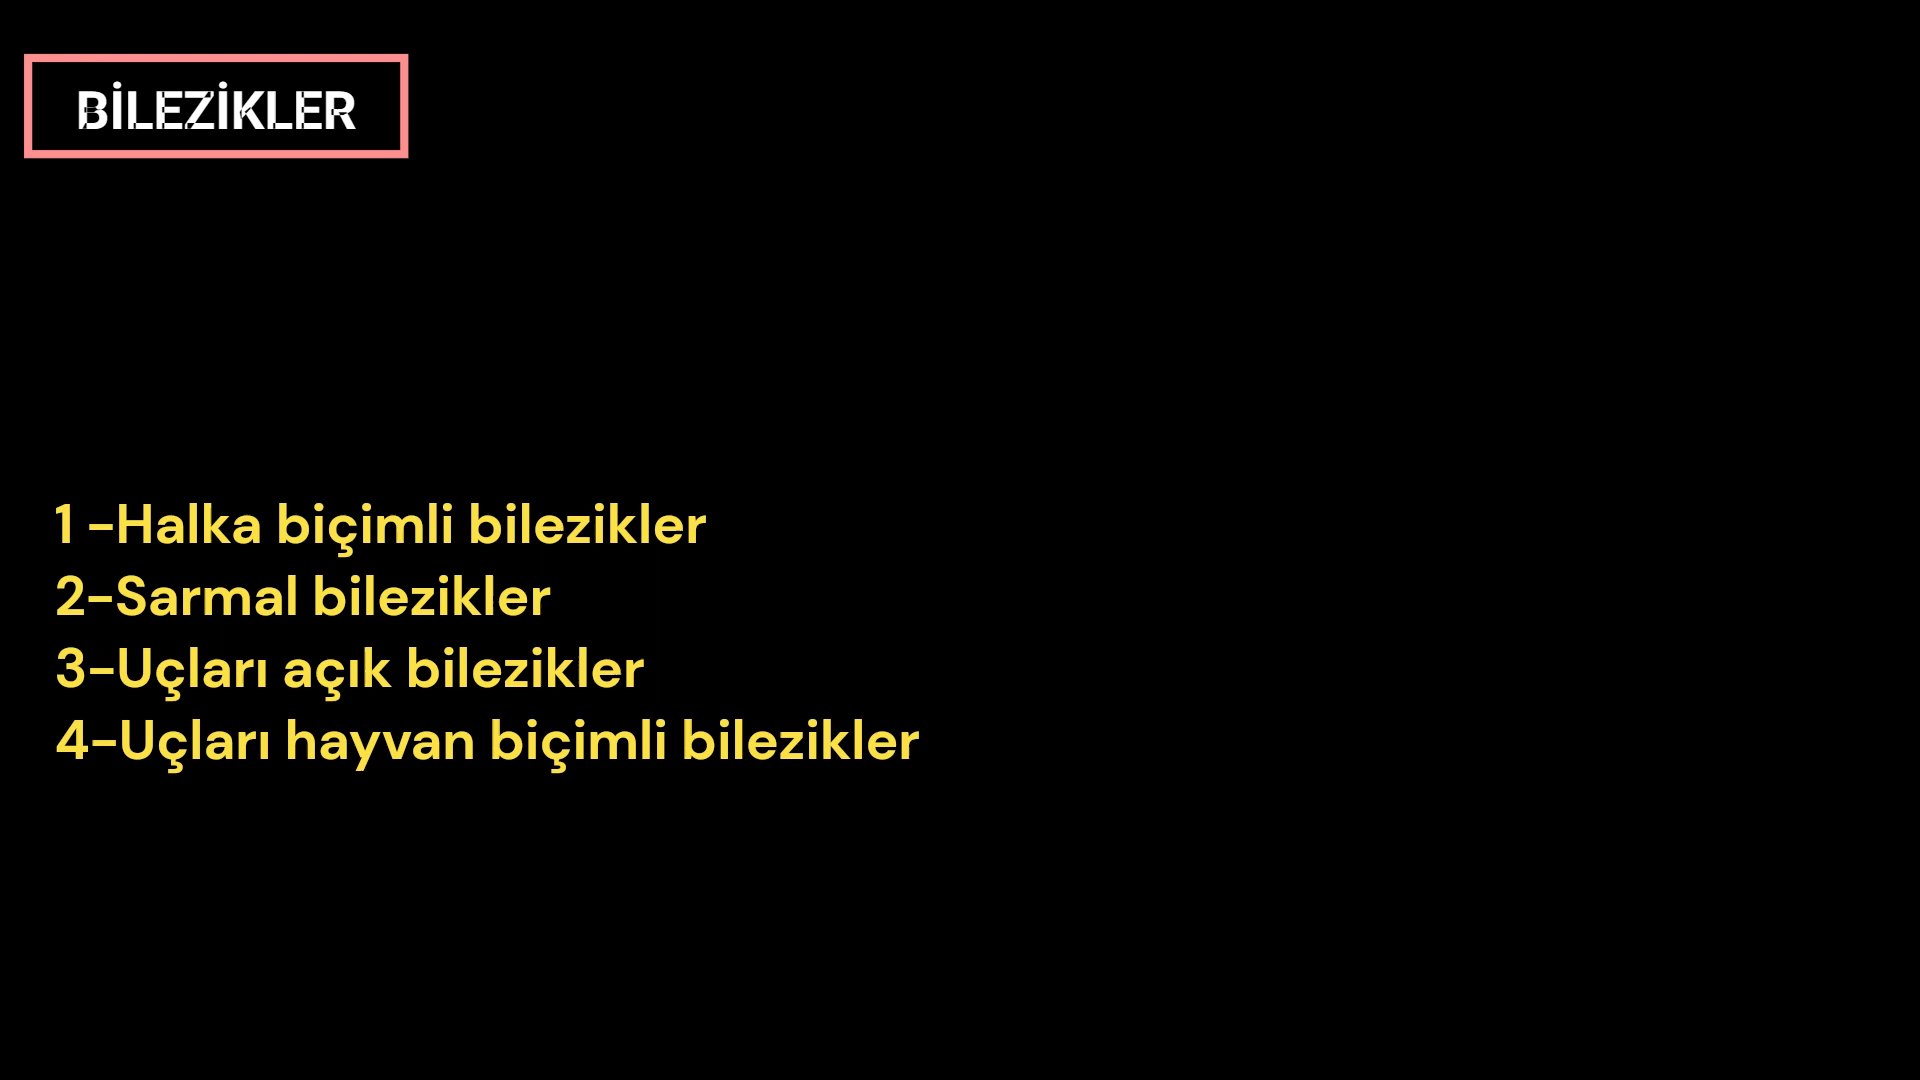 BİLEZİKLER
1 -Halka biçimli bilezikler
2-Sarmal bilezikler
3-Uçları açık bilezikler
4-Uçları hayvan biçimli bilezikler